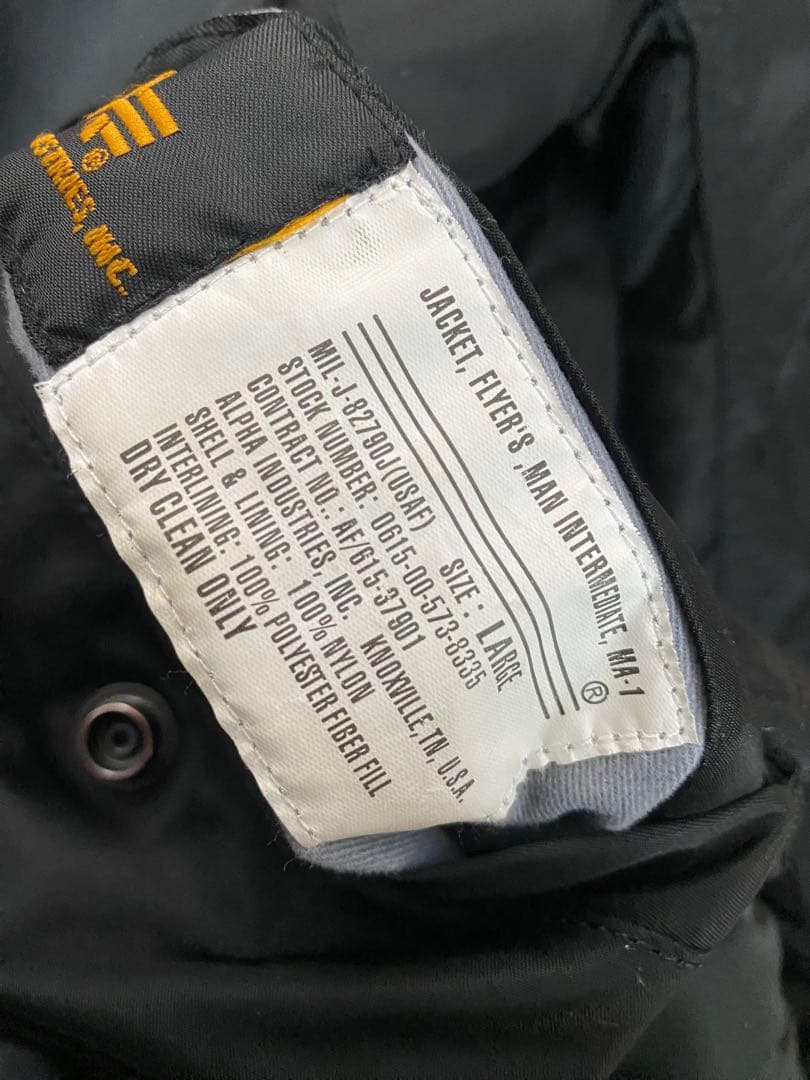 JACKET, FLYER'S ,MAN INTERMEDIATE, MA-1
®
MIL-J-82790J(USAF) SIZE: LARGE
STOCK NUMBER: 0615-00-573-8335
CONTRACT NO.: AF/615-37901
ALPHA INDUSTRIES, INC. KNOXVILLE,TN, U.S.A.
SHELL & LINING: 100% NYLON
INTERLINING: 100% POLYESTER FIBER FILL
DRY CLEAN ONLY
®
INC.